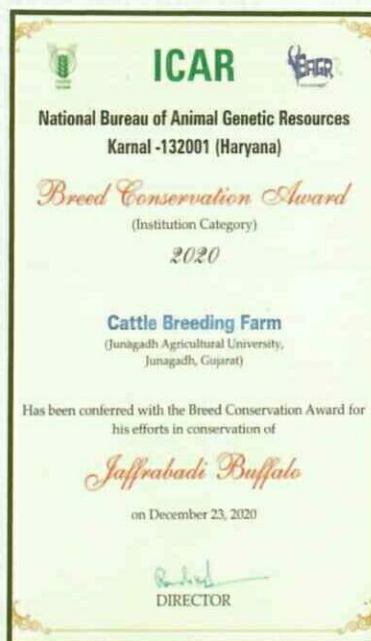 ICAR
National Bureau of Animal Genetic Resources
Karnal -132001 (Haryana)
Breed Conservation Award
(Institution Category)
2020
Cattle Breeding Farm
(Junagadh Agricultural University,
Junagadh, Gujarat)
Has been conferred with the Breed Conservation Award for
his efforts in conservation of
Jaffrabadi Buffalo
on December 23, 2020
DIRECTOR